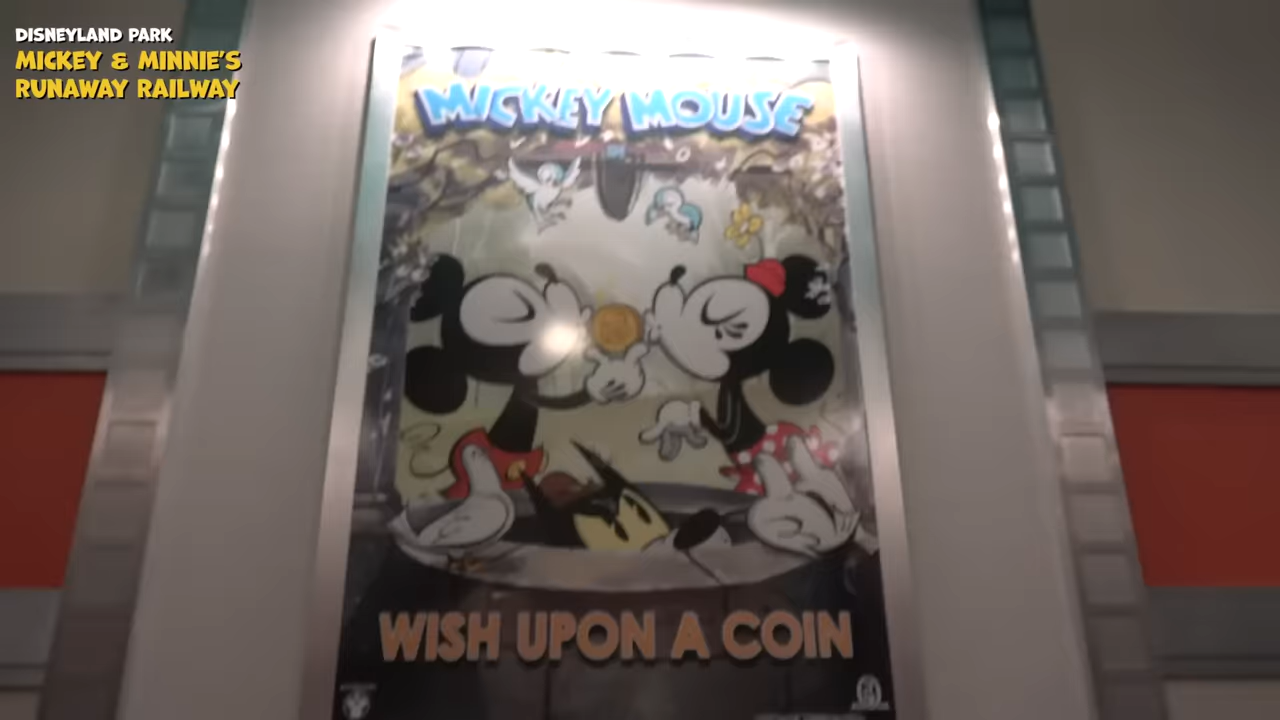 DISNEYLAND PARK
MICKEY & MINNIE'S
RUNAWAY RAILWAY
MICKEY MOUSE
WISH UPON A COIN